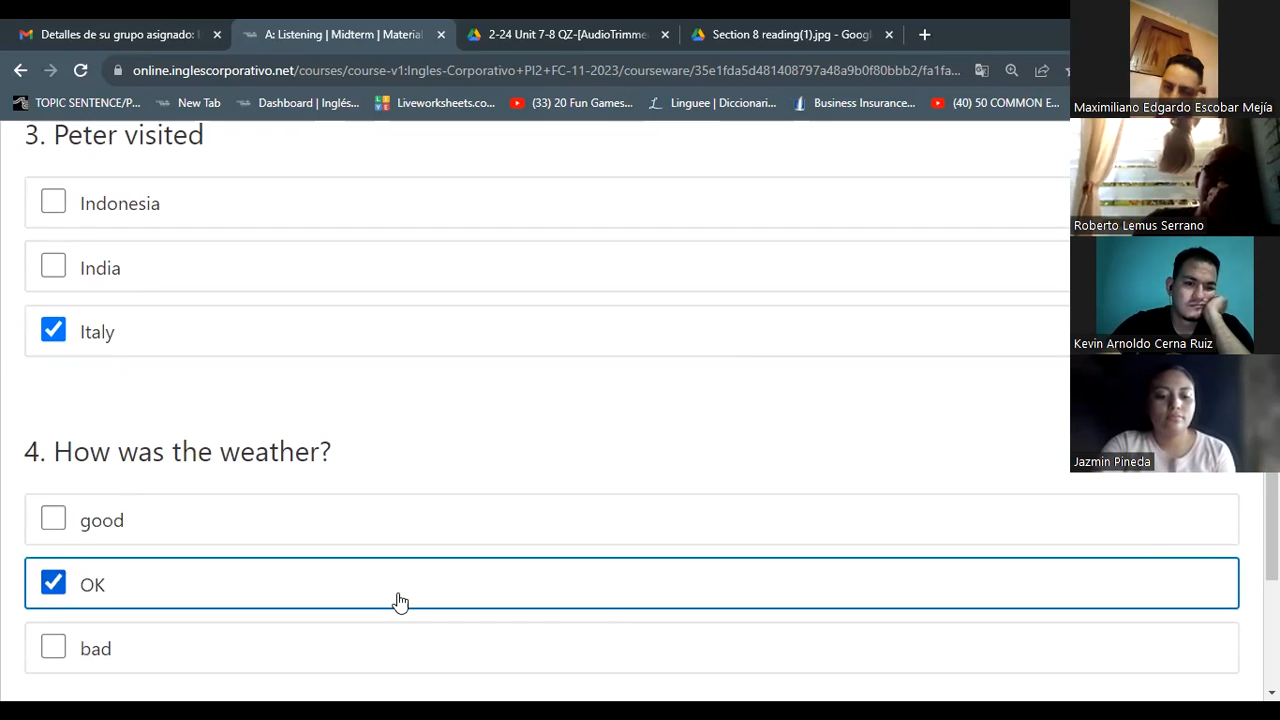 Detalles de su grupo asignado:
A: Listening | Midterm | Material
2-24 Unit 7-8 QZ-[AudioTrimme
Section 8 reading(1).jpg - Googl
online.inglescorporativo.net/courses/course-v1:Ingles-Corporativo+PI2+FC-11-2023/courseware/35e1fda5d481408797a48a9b0f80bbb2/fa1fa...
TOPIC SENTENCE/P...
New Tab
Dashboard | Inglés...
Liveworksheets.co...
(33) 20 Fun Games...
Linguee | Diccionari...
Business Insurance...
(40) 50 COMMON E...
3. Peter visited
Indonesia
India
Italy
4. How was the weather?
good
OK
bad
Maximiliano Edgardo Escobar Mejía
Roberto Lemus Serrano
Kevin Arnoldo Cerna Ruiz
Jazmin Pineda